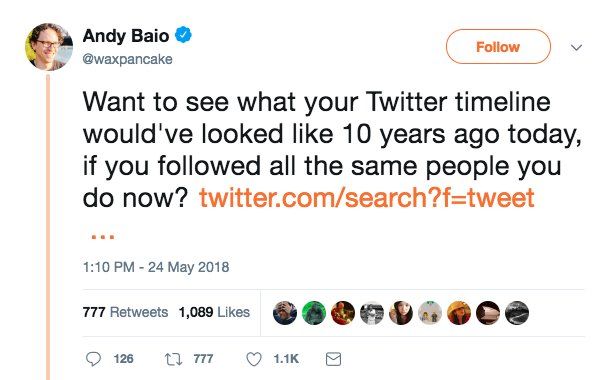 Andy Baio
@waxpancake
Follow
Want to see what your Twitter timeline
would've looked like 10 years ago today,
if you followed all the same people you
do now? twitter.com/search?f=tweet
...
1:10 PM - 24 May 2018
777 Retweets 1,089 Likes
126 777 1.1K